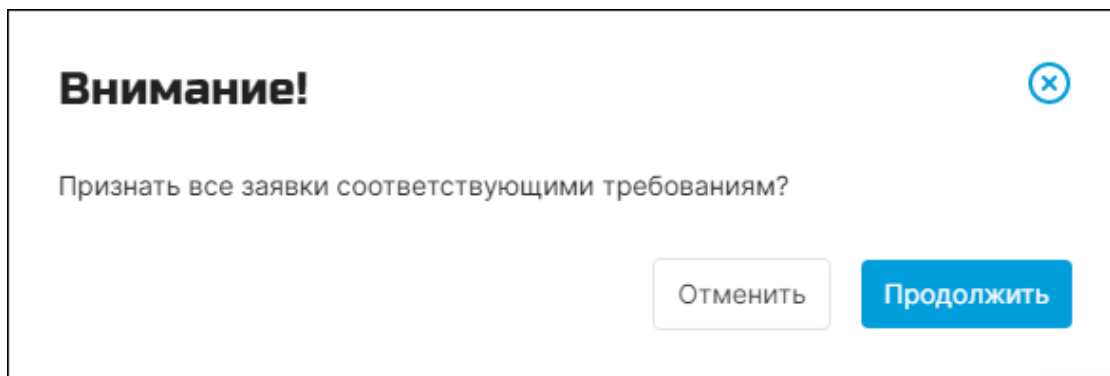 Внимание!
Признать все заявки соответствующими требованиям?
Отменить
Продолжить